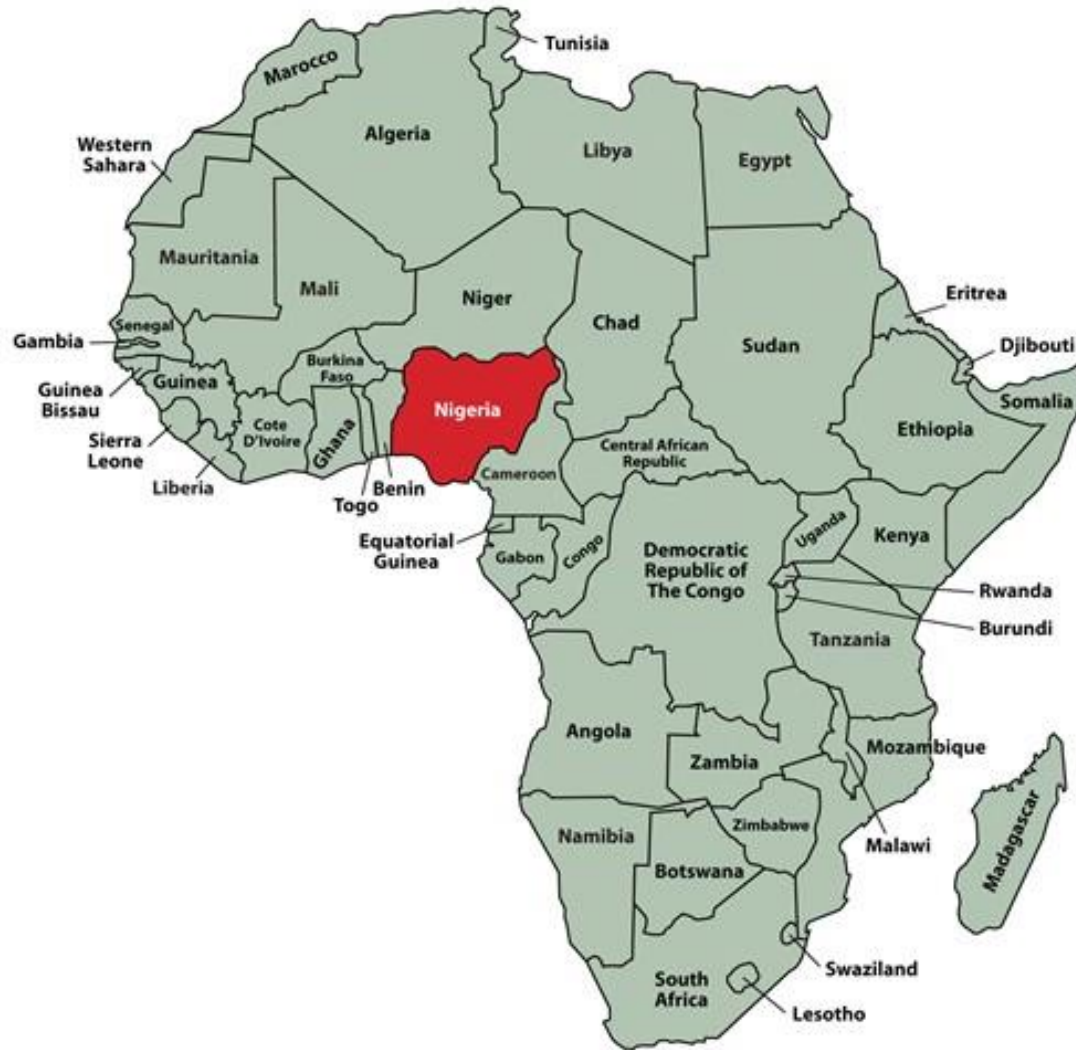 Tunisia
Marocco
Algeria
Libya
Egypt
Western
Sahara
Mauritania
Mali
Niger
Chad
Sudan
Eritrea
Djibouti
Somalia
Ethiopia
Senegal
Gambia
Guinea
Bissau
Guinea
Sierra
Leone
Liberia
Cote
D'Ivoire
Burkina
Faso
Ghana
Togo
Benin
Nigeria
Cameroon
Central African
Republic
Equatorial
Guinea
Gabon
Congo
Democratic
Republic of
The Congo
Uganda
Kenya
Rwanda
Burundi
Tanzania
Angola
Zambia
Mozambique
Malawi
Madagascar
Namibia
Zimbabwe
Botswana
Swaziland
South
Africa
Lesotho